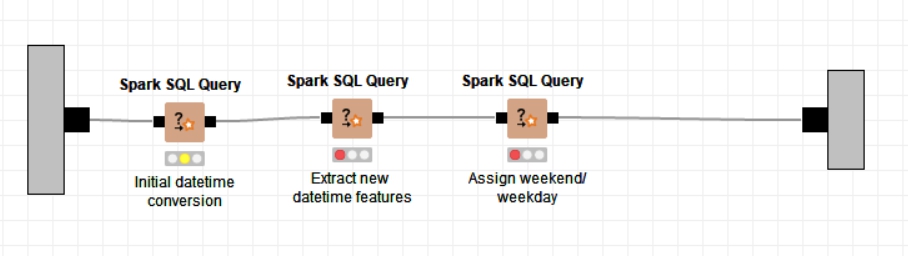 Spark SQL Query
Spark SQL Query
Spark SQL Query
?
?
?
Initial datetime
conversion
Extract new
datetime features
Assign weekend/
weekday